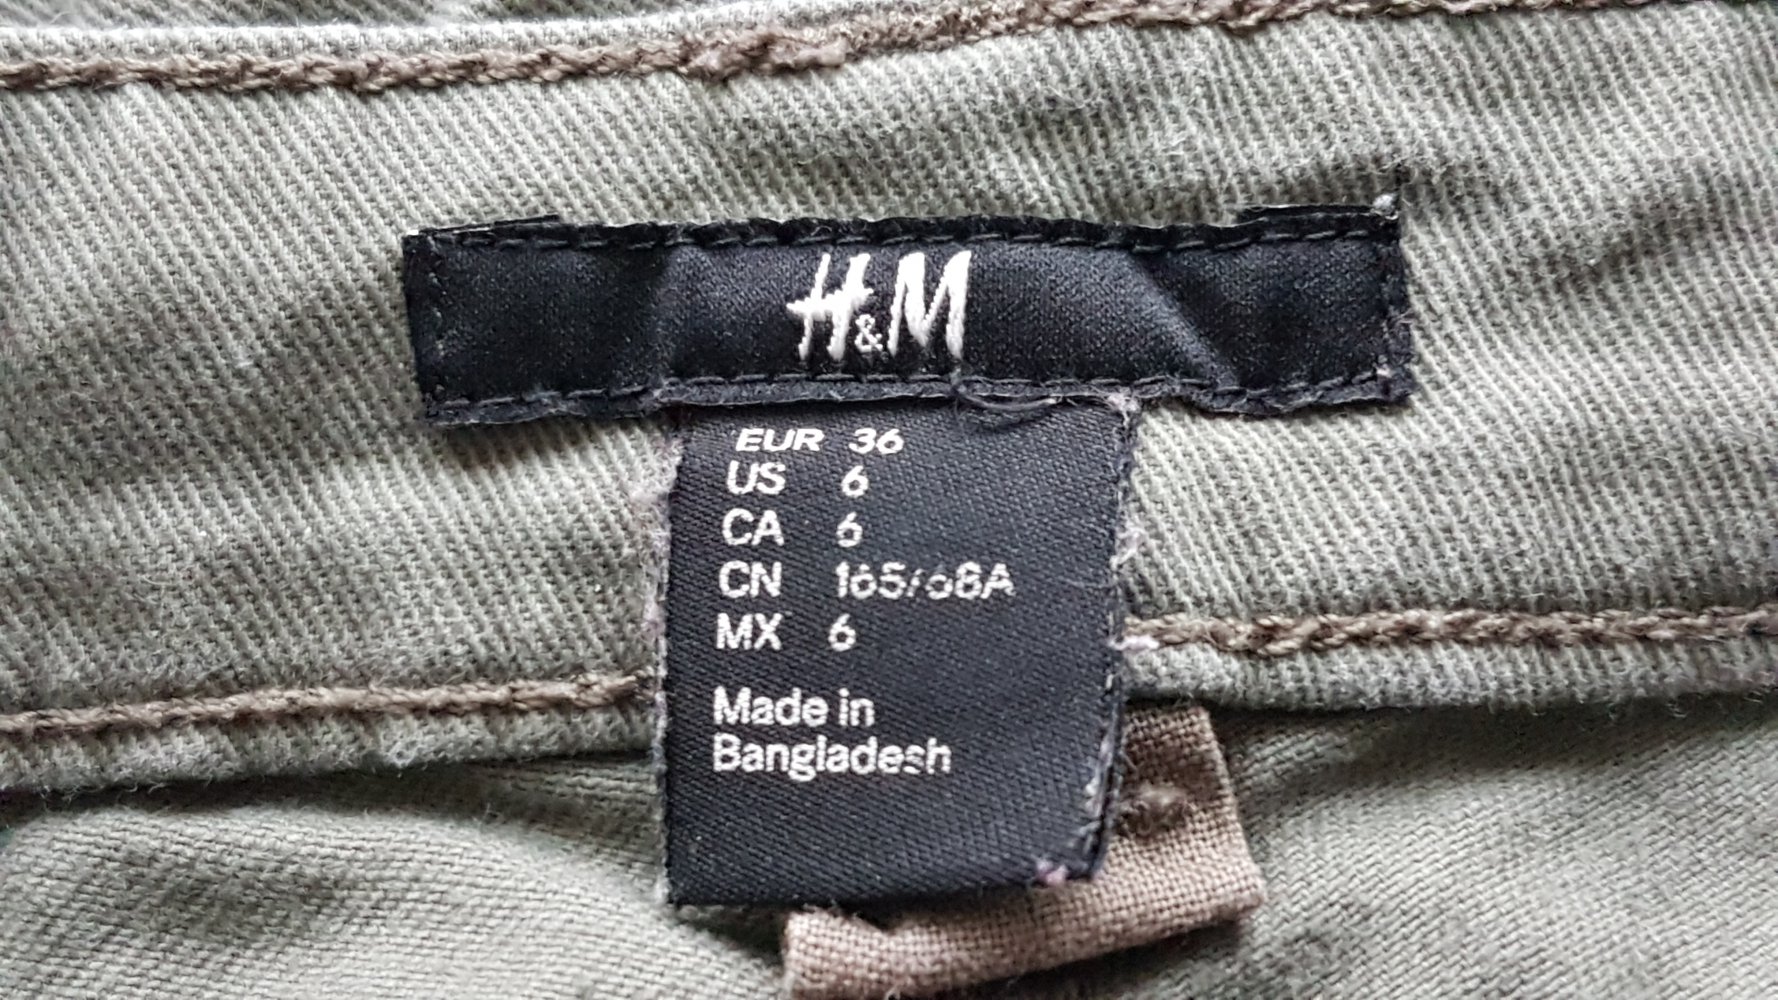 H&M
EUR 36
US 6
CA 6
CN 165/68A
MX 6
Made in
Bangladesh